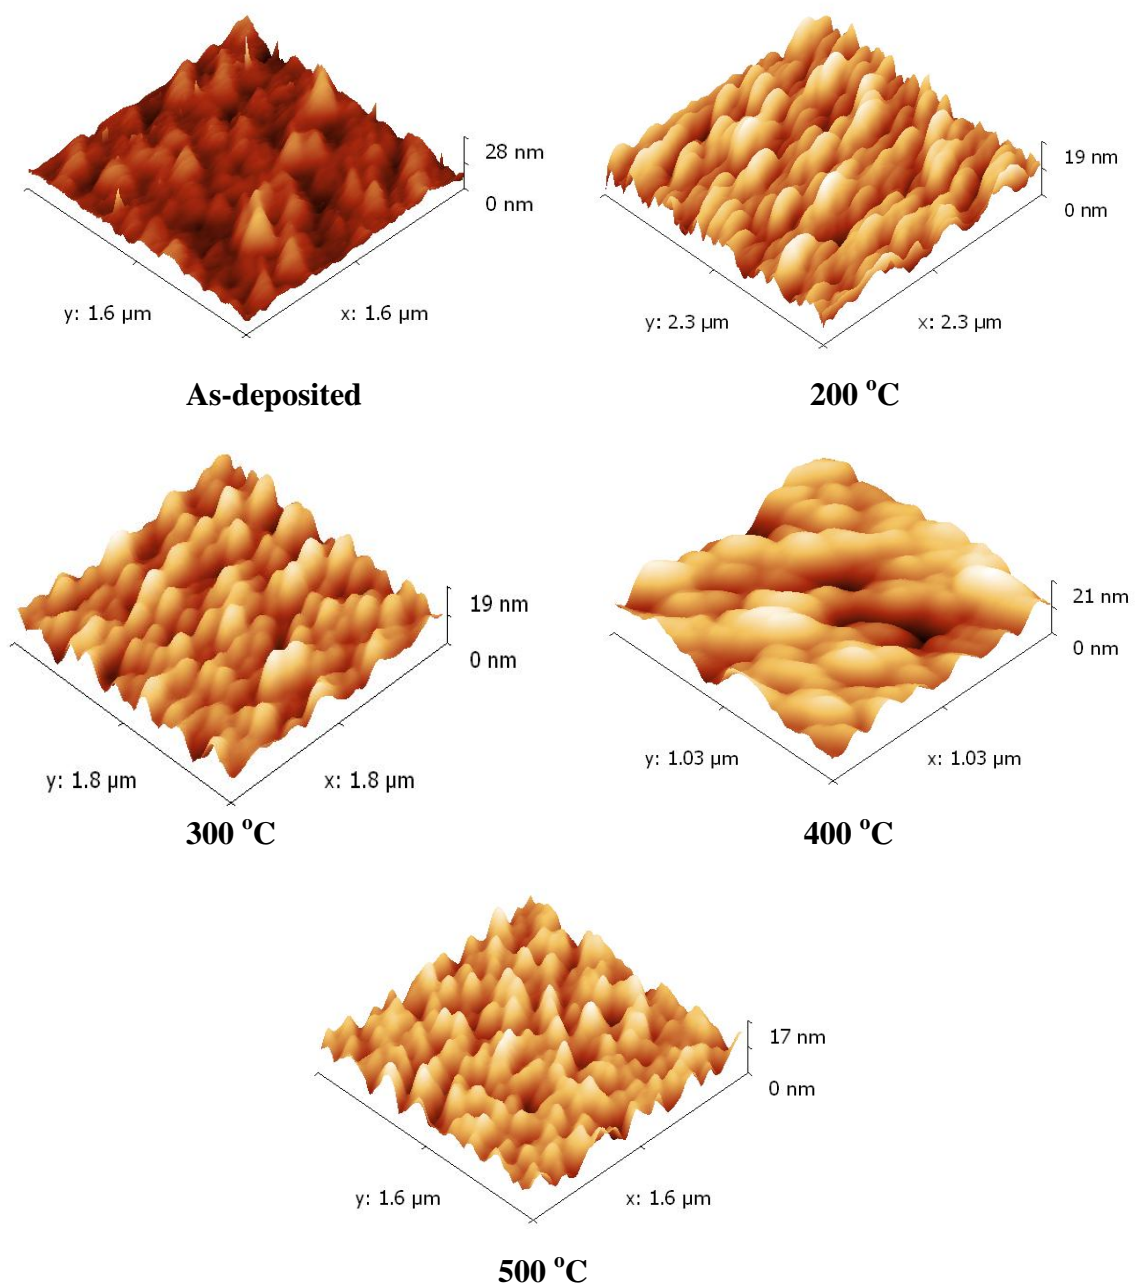 28 nm
0 nm
y: 1.6 µm
x: 1.6 µm
As-deposited
19 nm
0 nm
y: 2.3 µm
x: 2.3 µm
200 °C
19 nm
0 nm
y: 1.8 µm
x: 1.8 µm
300 °C
21 nm
0 nm
y: 1.03 µm
x: 1.03 µm
400 °C
17 nm
0 nm
y: 1.6 µm
x: 1.6 µm
500 °C